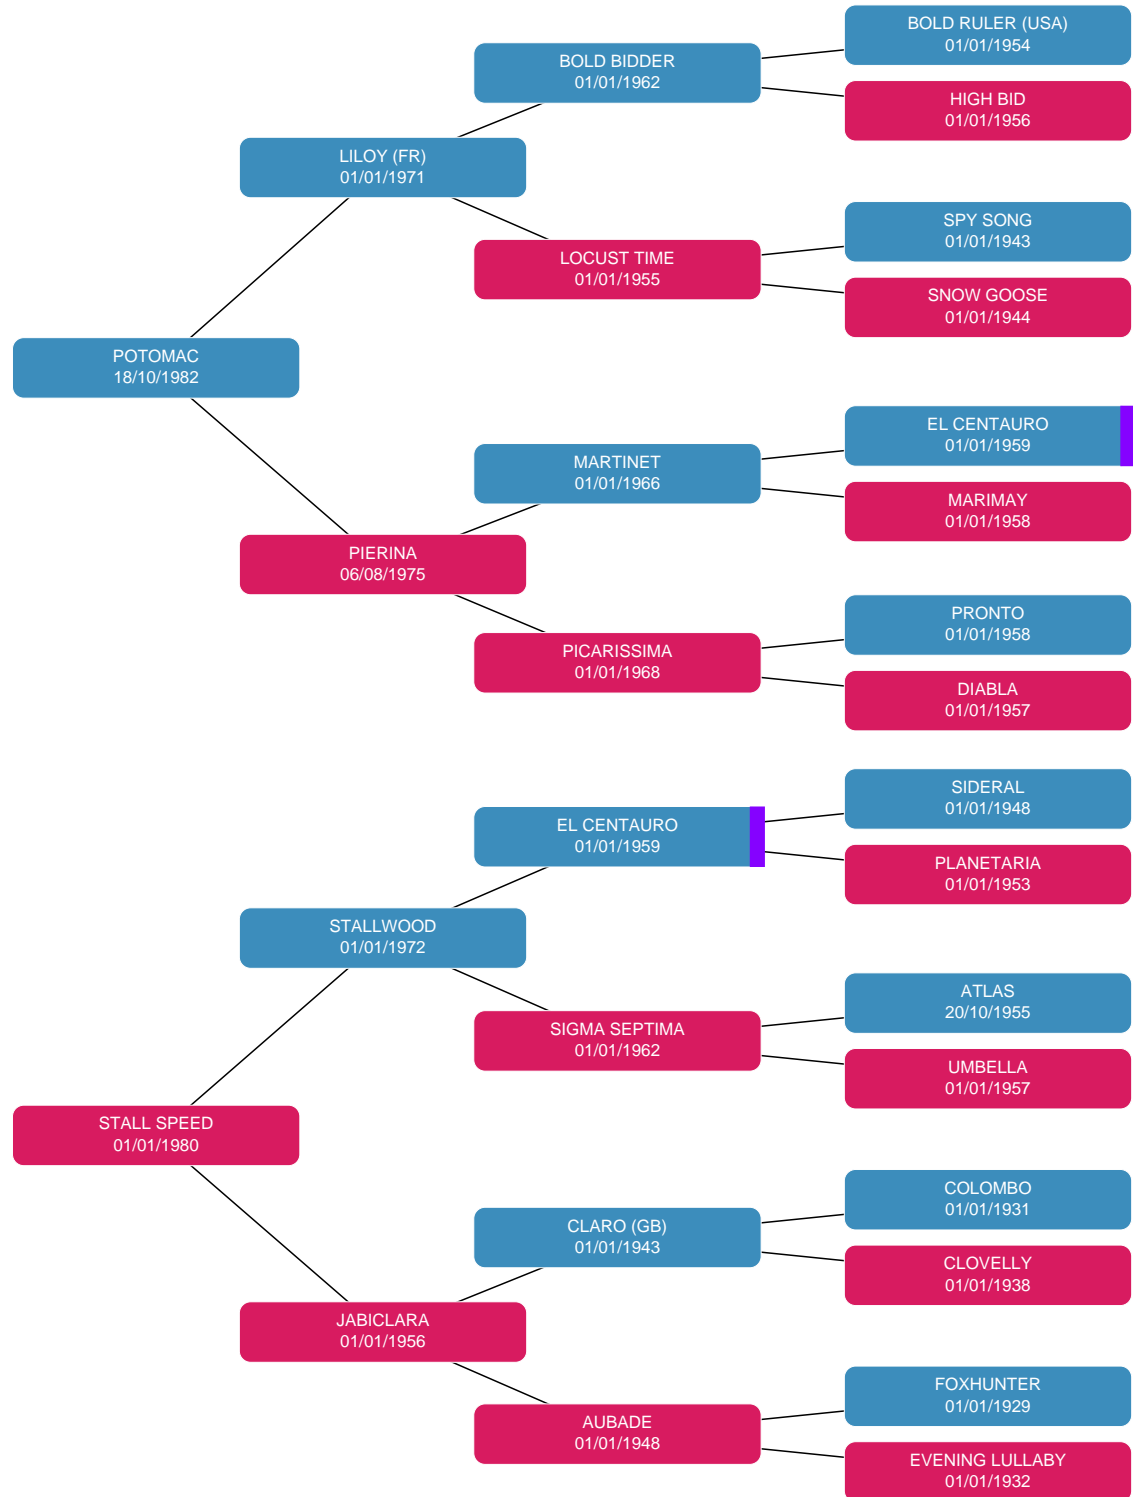 BOLD RULER (USA)
01/01/1954
BOLD BIDDER
01/01/1962
HIGH BID
01/01/1956
LILOY (FR)
01/01/1971
SPY SONG
01/01/1943
LOCUST TIME
01/01/1955
SNOW GOOSE
01/01/1944
POTOMAC
18/10/1982
EL CENTAURO
01/01/1959
MARTINET
01/01/1966
MARIMAY
01/01/1958
PIERINA
06/08/1975
PRONTO
01/01/1958
PICARISSIMA
01/01/1968
DIABLA
01/01/1957
SIDERAL
01/01/1948
EL CENTAURO
01/01/1959
PLANETARIA
01/01/1953
STALLWOOD
01/01/1972
ATLAS
20/10/1955
SIGMA SEPTIMA
01/01/1962
UMBELLA
01/01/1957
STALL SPEED
01/01/1980
COLOMBO
01/01/1931
CLARO (GB)
01/01/1943
CLOVELLY
01/01/1938
JABICLARA
01/01/1956
FOXHUNTER
01/01/1929
AUBADE
01/01/1948
EVENING LULLABY
01/01/1932